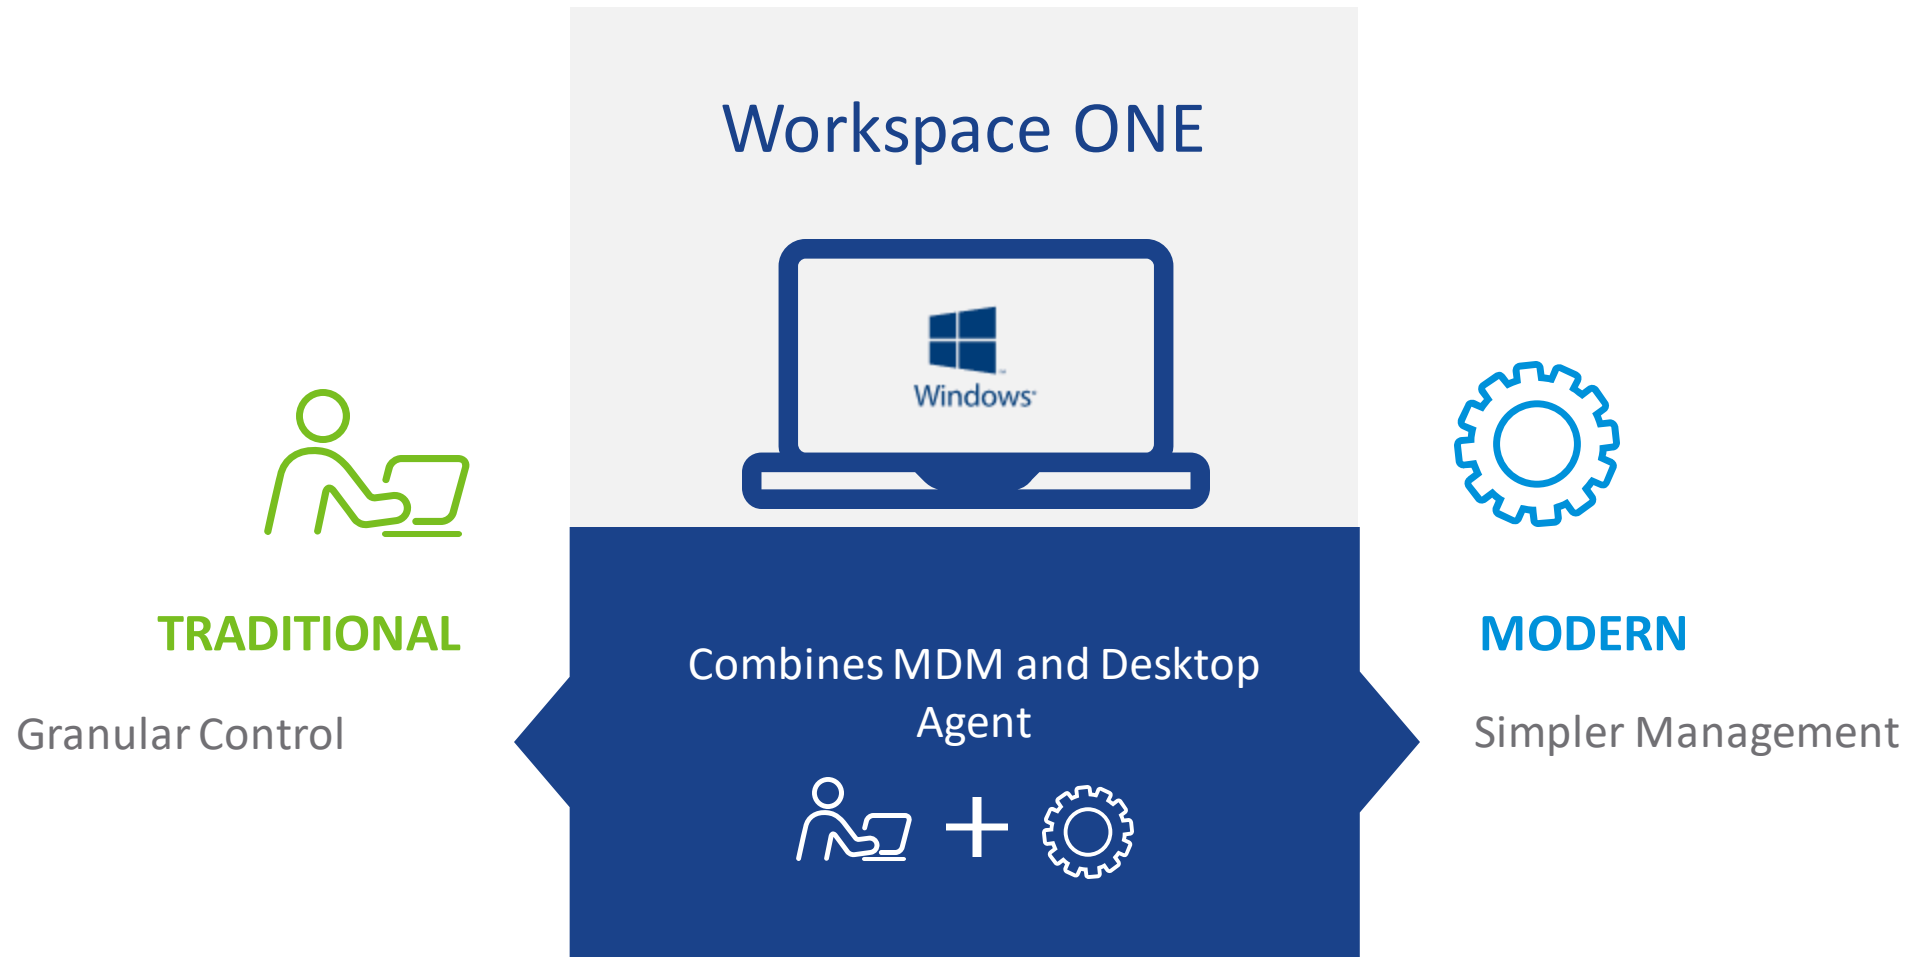 Workspace ONE
Windows
TRADITIONAL
Granular Control
Combines MDM and Desktop
Agent
MODERN
Simpler Management